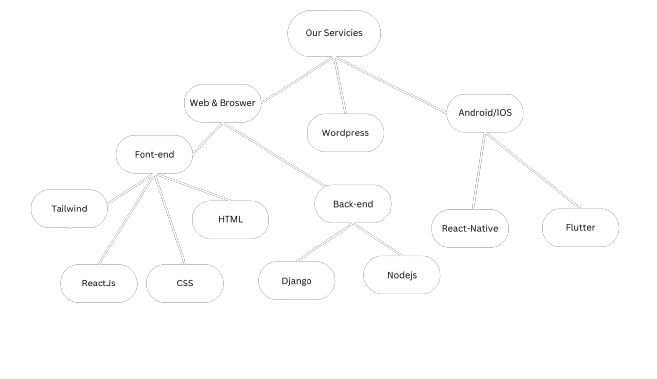 Our Servicies
Web & Broswer
Wordpress
Android/IOS
Font-end
Tailwind
HTML
Back-end
React-Native
Flutter
ReactJs
CSS
Django
Nodejs